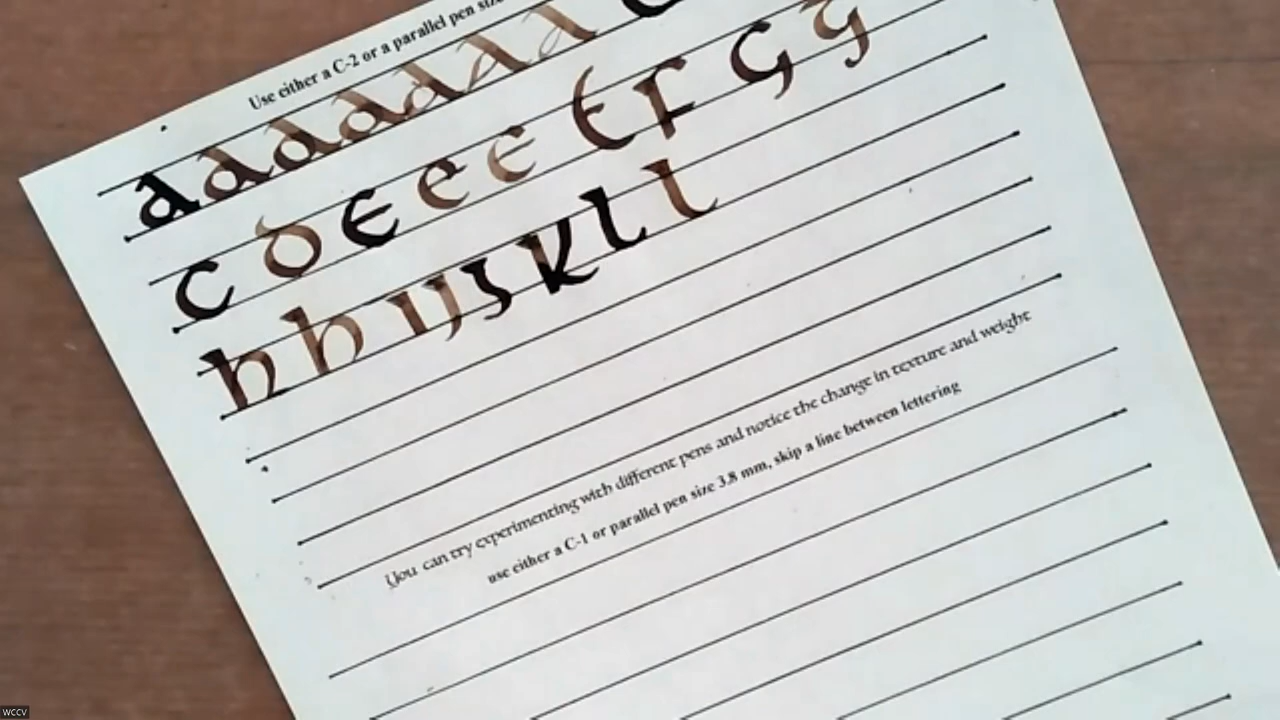 Use either a C-2 or a parallel pen size
a a a a a a a
c d e e e f f g g
h h i j s k l l
You can try experimenting with different pens and notice the change in texture and weight
use either a C-1 or parallel pen size 3.8 mm, skip a line between lettering
WCCV